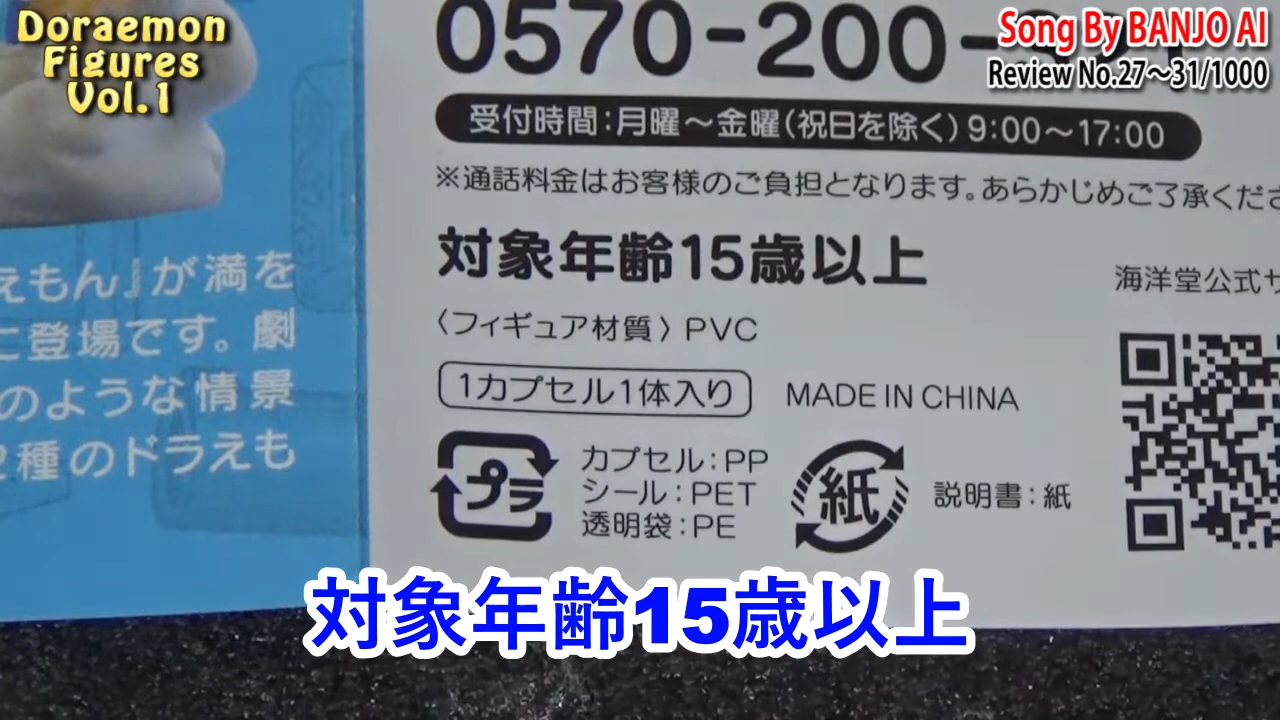 Doraemon
Figures
Vol.1
Song By BANJO AI
Review No.27～31/1000
0570-200-
受付時間：月曜～金曜（祝日を除く）9:00～17:00
※通話料金はお客様のご負担となります。あらかじめご了承くださ
対象年齢15歳以上
〈フィギュア材質〉PVC
1カプセル1体入り
MADE IN CHINA
プラ
カプセル：PP
シール：PET
透明袋：PE
紙
説明書：紙
海洋堂公式サ
えもん』が満を
に登場です。劇
のような情景
2種のドラえも
対象年齢15歳以上